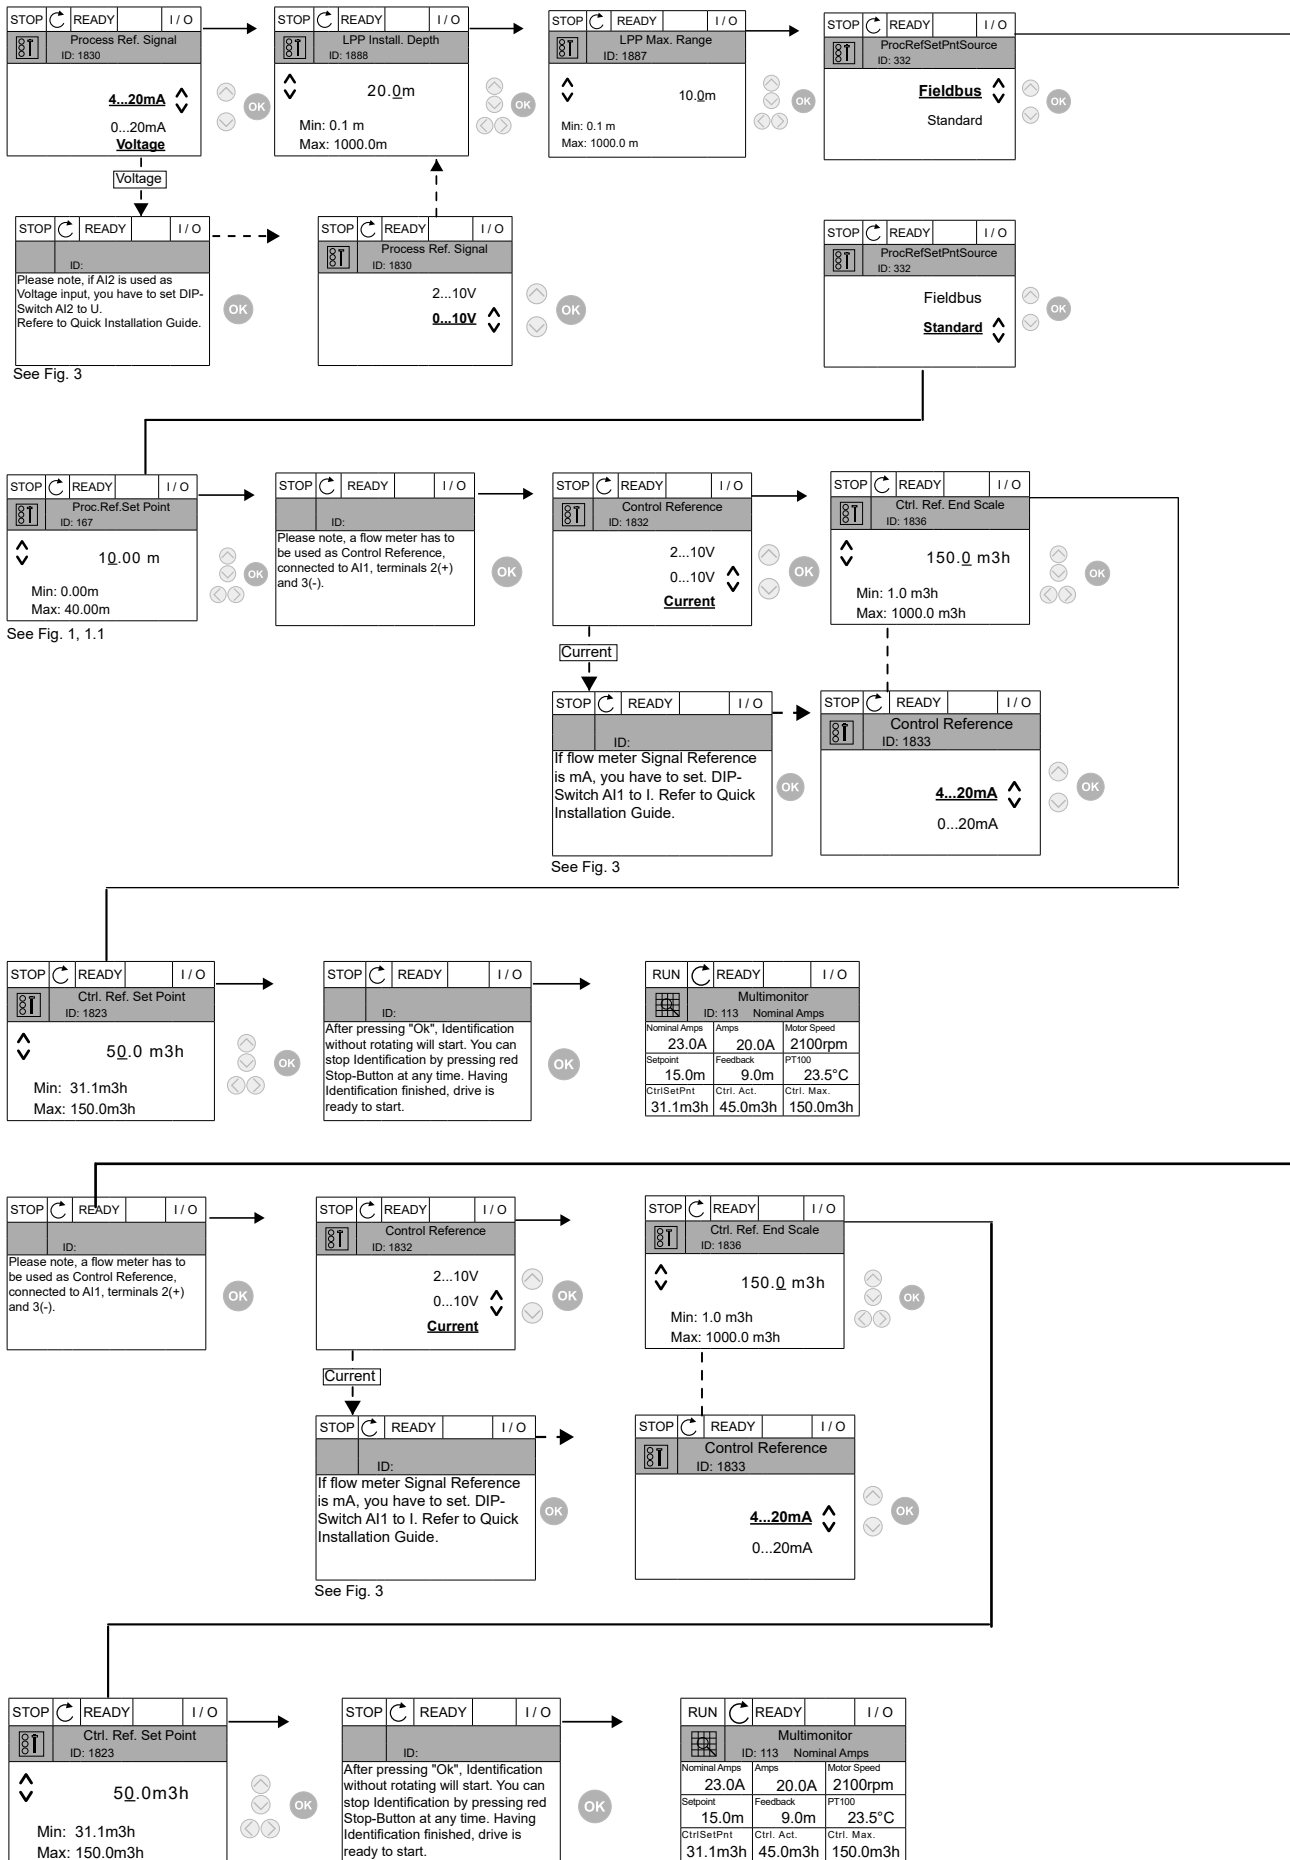 STOP READY I / O
Process Ref. Signal
ID: 1830
4...20mA
0...20mA
Voltage
STOP READY I / O
LPP Install. Depth
ID: 1888
20.0m
Min: 0.1 m
Max: 1000.0m
OK
STOP READY I / O
LPP Max. Range
ID: 1887
10.0m
Min: 0.1 m
Max: 1000.0 m
OK
STOP READY I / O
ProcRefSetPntSource
ID: 332
Fieldbus
Standard
OK
OK
Voltage
STOP READY I / O
ID:
Please note, if AI2 is used as
Voltage input, you have to set DIP-
Switch AI2 to U.
Refere to Quick Installation Guide.
OK
See Fig. 3
STOP READY I / O
Process Ref. Signal
ID: 1830
2...10V
0...10V
OK
STOP READY I / O
ProcRefSetPntSource
ID: 332
Fieldbus
Standard
OK
STOP READY I / O
Proc.Ref.Set Point
ID: 167
10.00 m
Min: 0.00m
Max: 40.00m
OK
See Fig. 1, 1.1
STOP READY I / O
ID:
Please note, a flow meter has to
be used as Control Reference,
connected to AI1, terminals 2(+)
and 3(-).
OK
STOP READY I / O
Control Reference
ID: 1832
2...10V
0...10V
Current
OK
STOP READY I / O
Ctrl. Ref. End Scale
ID: 1836
150.0 m3h
Min: 1.0 m3h
Max: 1000.0 m3h
OK
Current
STOP READY I / O
ID:
If flow meter Signal Reference
is mA, you have to set. DIP-
Switch AI1 to I. Refer to Quick
Installation Guide.
OK
See Fig. 3
STOP READY I / O
Control Reference
ID: 1833
4...20mA
0...20mA
OK
STOP READY I / O
Ctrl. Ref. Set Point
ID: 1823
50.0 m3h
Min: 31.1m3h
Max: 150.0m3h
OK
STOP READY I / O
ID:
After pressing "Ok", Identification
without rotating will start. You can
stop Identification by pressing red
Stop-Button at any time. Having
Identification finished, drive is
ready to start.
OK
RUN READY I / O
Multimonitor
ID: 113 Nominal Amps
Nominal Amps Amps Motor Speed
23.0A 20.0A 2100rpm
Setpoint Feedback PT100
15.0m 9.0m 23.5°C
CtrlSetPnt Ctrl. Act. Ctrl. Max.
31.1m3h 45.0m3h 150.0m3h
STOP READY I / O
ID:
Please note, a flow meter has to
be used as Control Reference,
connected to AI1, terminals 2(+)
and 3(-).
OK
STOP READY I / O
Control Reference
ID: 1832
2...10V
0...10V
Current
OK
STOP READY I / O
Ctrl. Ref. End Scale
ID: 1836
150.0 m3h
Min: 1.0 m3h
Max: 1000.0 m3h
OK
Current
STOP READY I / O
ID:
If flow meter Signal Reference
is mA, you have to set. DIP-
Switch AI1 to I. Refer to Quick
Installation Guide.
OK
See Fig. 3
STOP READY I / O
Control Reference
ID: 1833
4...20mA
0...20mA
OK
STOP READY I / O
Ctrl. Ref. Set Point
ID: 1823
50.0m3h
Min: 31.1m3h
Max: 150.0m3h
OK
STOP READY I / O
ID:
After pressing "Ok", Identification
without rotating will start. You can
stop Identification by pressing red
Stop-Button at any time. Having
Identification finished, drive is
ready to start.
OK
RUN READY I / O
Multimonitor
ID: 113 Nominal Amps
Nominal Amps Amps Motor Speed
23.0A 20.0A 2100rpm
Setpoint Feedback PT100
15.0m 9.0m 23.5°C
CtrlSetPnt Ctrl. Act. Ctrl. Max.
31.1m3h 45.0m3h 150.0m3h